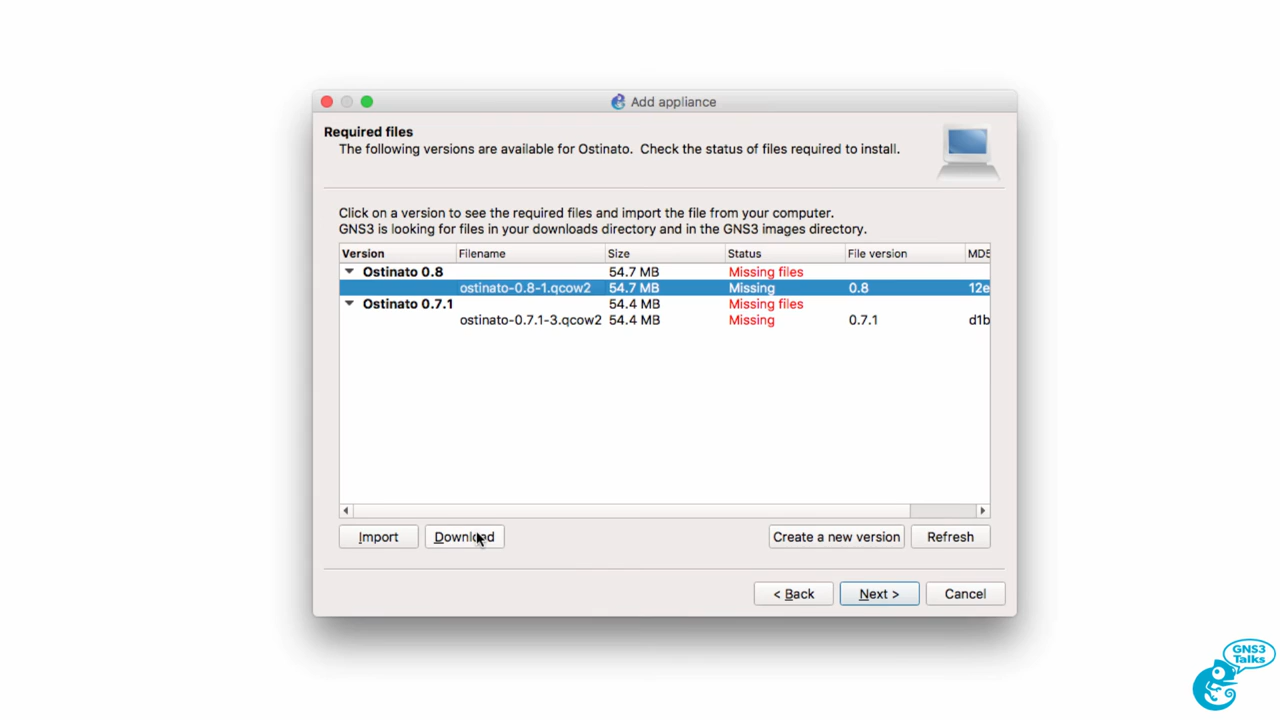 Add appliance
Required files
The following versions are available for Ostinato. Check the status of files required to install.
Click on a version to see the required files and import the file from your computer.
GNS3 is looking for files in your downloads directory and in the GNS3 images directory.
Version Filename Size Status File version MD5
Ostinato 0.8 54.7 MB Missing files
ostinato-0.8-1.qcow2 54.7 MB Missing 0.8 12e
Ostinato 0.7.1 54.4 MB Missing files
ostinato-0.7.1-3.qcow2 54.4 MB Missing 0.7.1 d1b
Import Download Create a new version Refresh
< Back Next > Cancel
GNS3
Talks